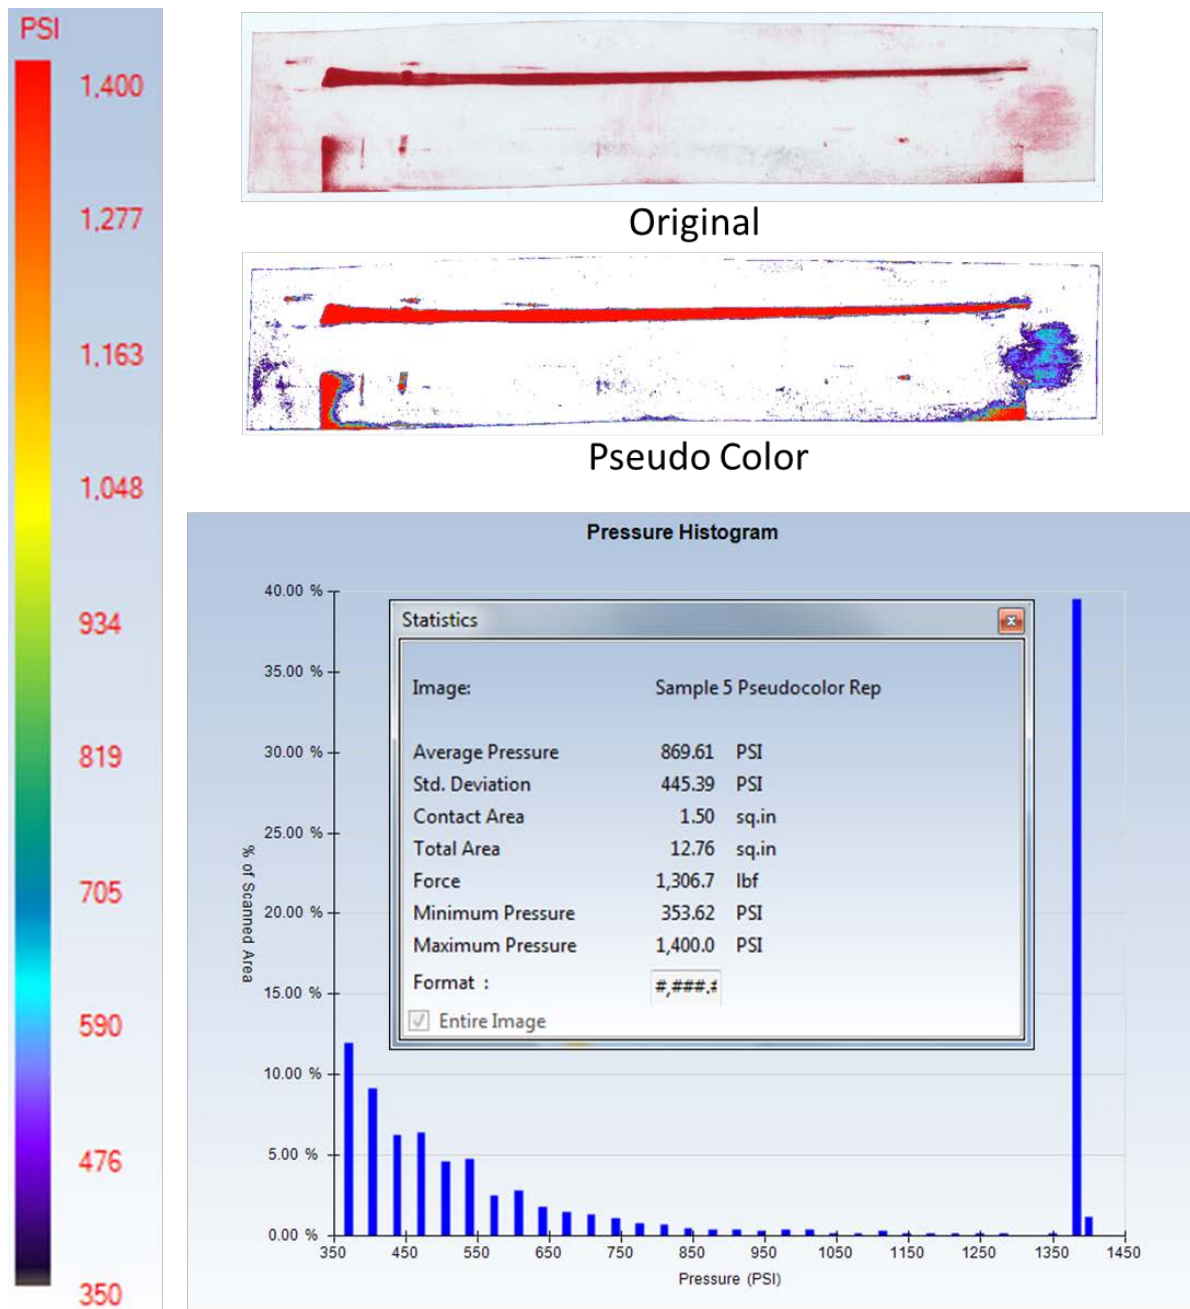 PSI
1,400
1,277
1,163
1,048
934
819
705
590
476
350
Original
Pseudo Color
Pressure Histogram
40.00 %
35.00 %
30.00 %
25.00 %
20.00 %
15.00 %
10.00 %
5.00 %
0.00 %
% of Scanned Area
350 450 550 650 750 850 950 1050 1150 1250 1350 1450
Pressure (PSI)
Statistics
Image: Sample 5 Pseudocolor Rep
Average Pressure 869.61 PSI
Std. Deviation 445.39 PSI
Contact Area 1.50 sq.in
Total Area 12.76 sq.in
Force 1,306.7 lbf
Minimum Pressure 353.62 PSI
Maximum Pressure 1,400.0 PSI
Format : #,###.#
Entire Image